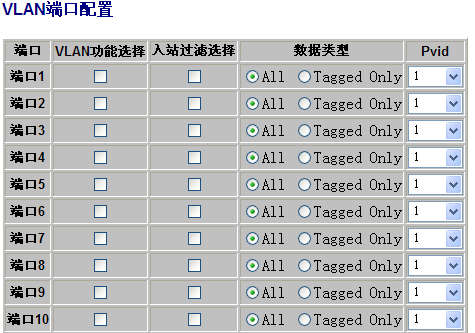 VLAN端口配置
端口 VLAN功能选择 入站过滤选择 数据类型 Pvid
端口1 All Tagged Only 1
端口2 All Tagged Only 1
端口3 All Tagged Only 1
端口4 All Tagged Only 1
端口5 All Tagged Only 1
端口6 All Tagged Only 1
端口7 All Tagged Only 1
端口8 All Tagged Only 1
端口9 All Tagged Only 1
端口10 All Tagged Only 1